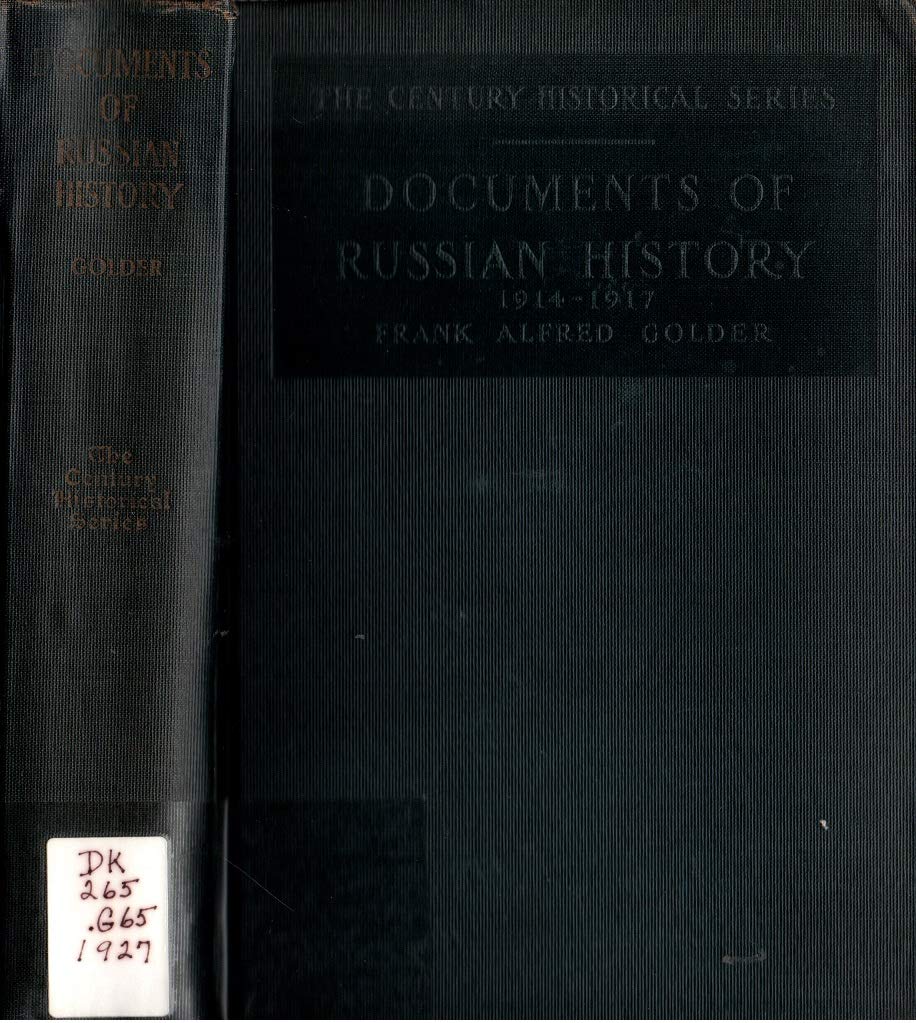 DOCUMENTS
OF
RUSSIAN
HISTORY
GOLDER
The
Century
Historical
Series
DK
265
.G65
1927
THE CENTURY HISTORICAL SERIES
DOCUMENTS OF
RUSSIAN HISTORY
1914-1917
FRANK ALFRED GOLDER